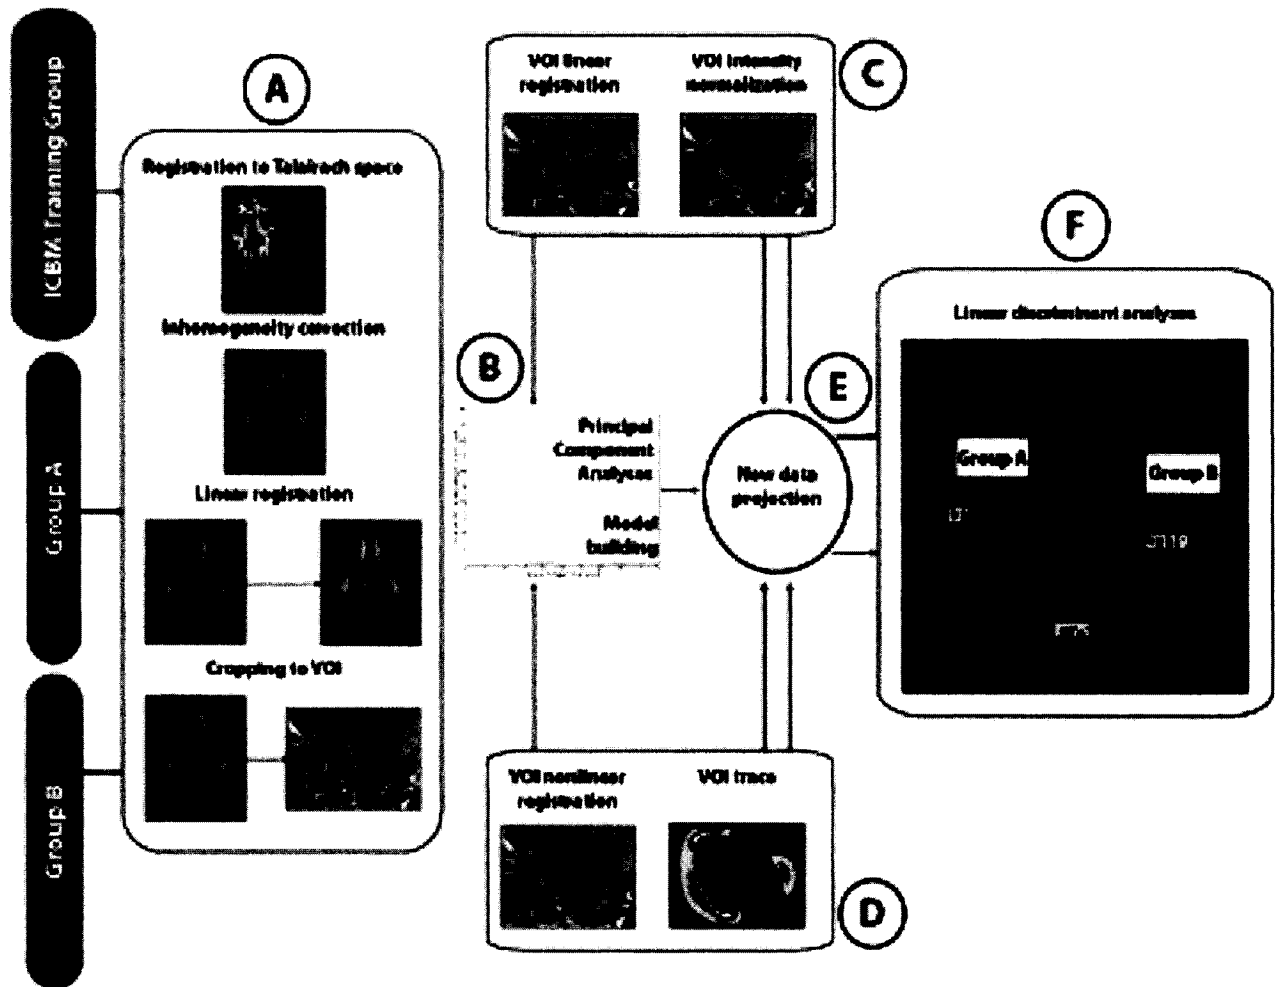 ICBM Training Group
Group A
Group B
A
Registration to Talairach space
Inhomogeneity correction
Linear registration
Cropping to VOI
B
Principal
Component
Analyses
Model
building
C
VOI linear
registration
VOI intensity
normalization
D
VOI nonlinear
registration
VOI trace
E
New data
projection
F
Linear discriminant analyses
Group A
Group B